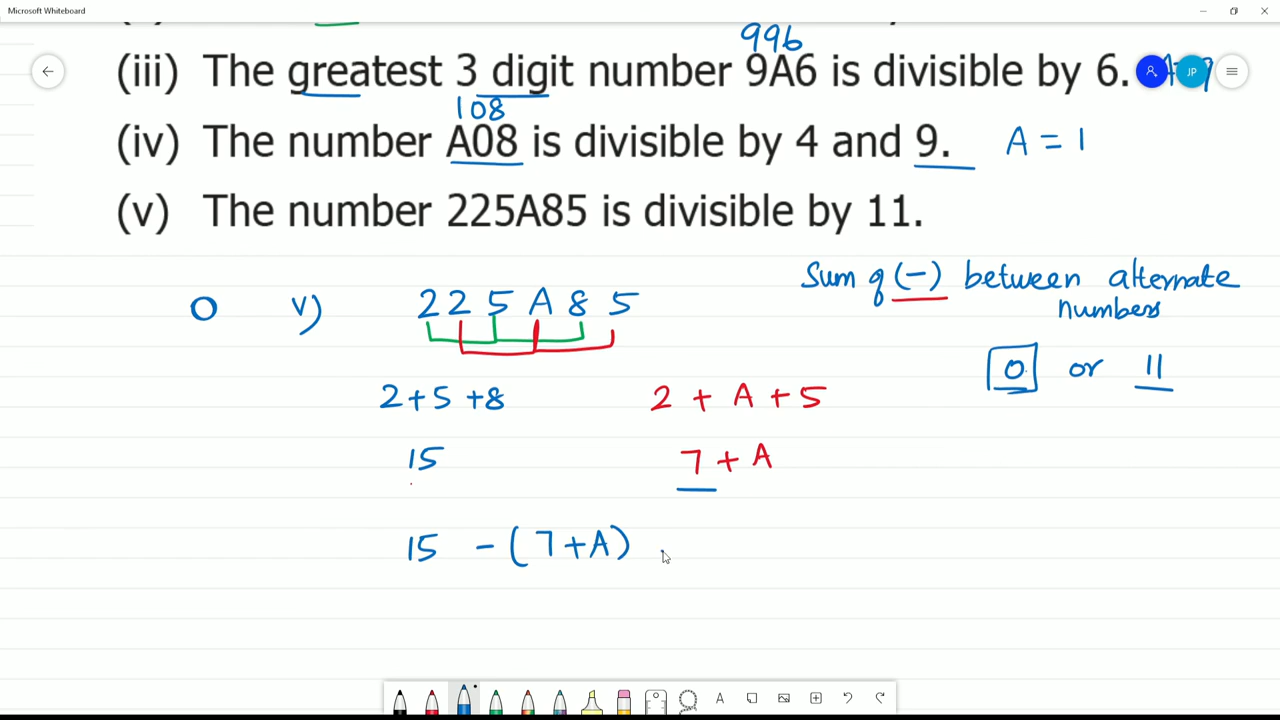 Microsoft Whiteboard
996
(iii) The greatest 3 digit number 9A6 is divisible by 6.
JP
108
(iv) The number A08 is divisible by 4 and 9. A = 1
(v) The number 225A85 is divisible by 11.
Sum of (-) between alternate
numbers
0 v) 2 2 5 A 8 5
0 or 11
2+5+8 2 + A + 5
15 7 + A
15 - (7+A)
A